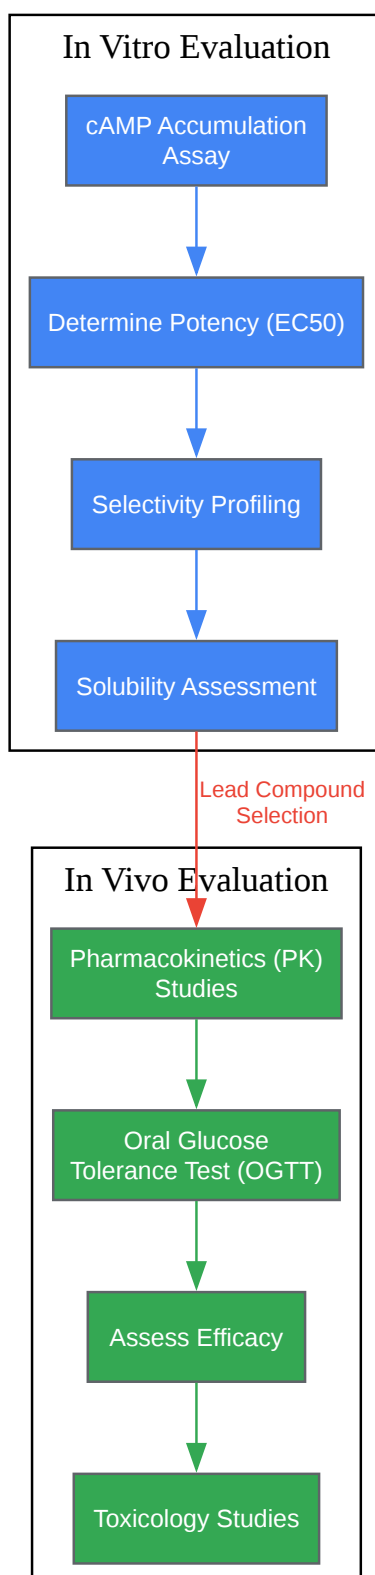 In Vitro Evaluation
cAMP Accumulation
Assay
Determine Potency (EC50)
Selectivity Profiling
Solubility Assessment
Lead Compound
Selection
In Vivo Evaluation
Pharmacokinetics (PK)
Studies
Oral Glucose
Tolerance Test (OGTT)
Assess Efficacy
Toxicology Studies